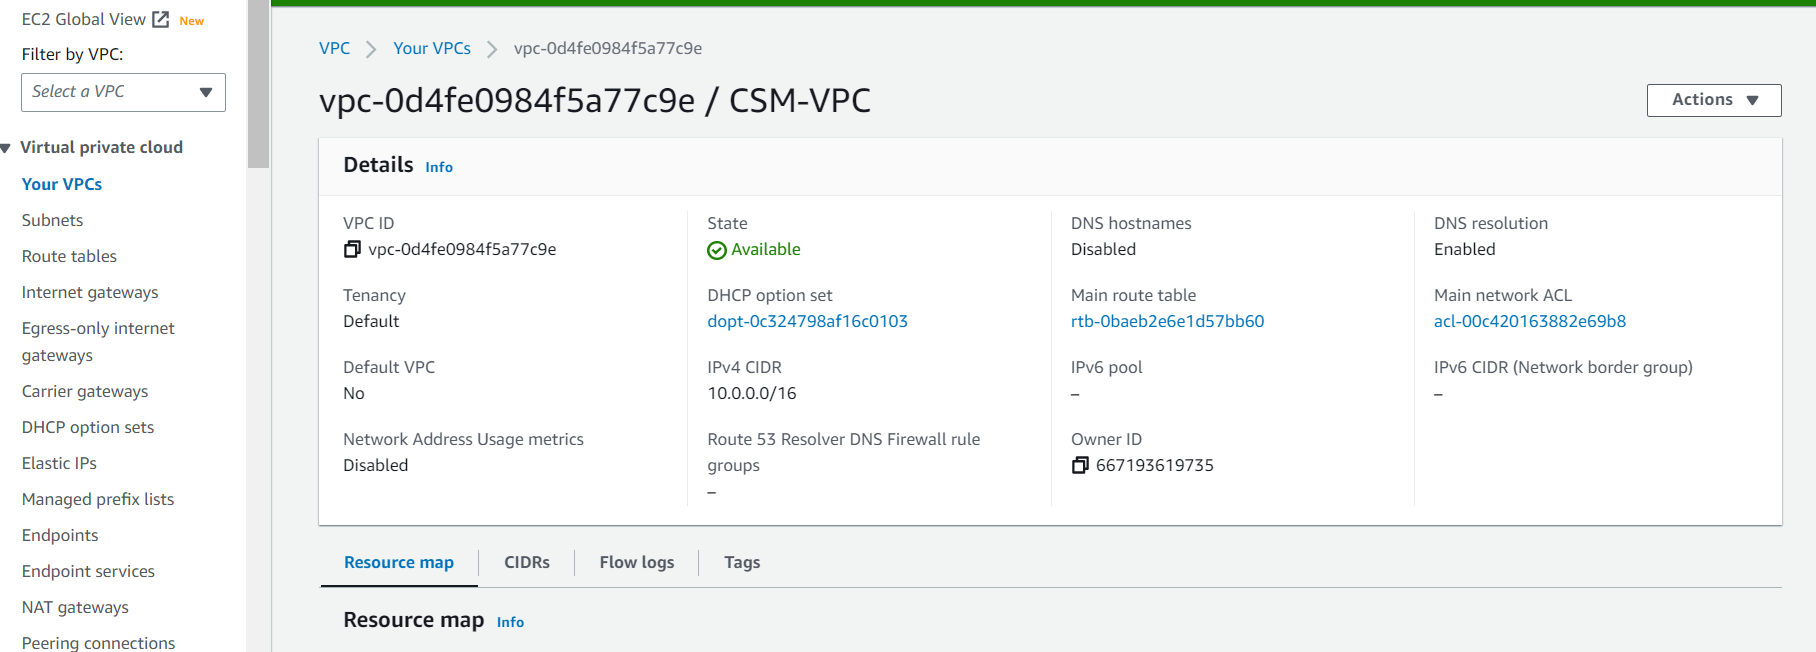 EC2 Global View New
Filter by VPC:
Select a VPC
Virtual private cloud
Your VPCs
Subnets
Route tables
Internet gateways
Egress-only internet
gateways
Carrier gateways
DHCP option sets
Elastic IPs
Managed prefix lists
Endpoints
Endpoint services
NAT gateways
Peering connections
VPC Your VPCs vpc-0d4fe0984f5a77c9e
vpc-0d4fe0984f5a77c9e / CSM-VPC
Actions
Details Info
VPC ID
vpc-0d4fe0984f5a77c9e
State
Available
DNS hostnames
Disabled
DNS resolution
Enabled
Tenancy
Default
DHCP option set
dopt-0c324798af16c0103
Main route table
rtb-0baeb2e6e1d57bb60
Main network ACL
acl-00c420163882e69b8
Default VPC
No
IPv4 CIDR
10.0.0.0/16
IPv6 pool
–
IPv6 CIDR (Network border group)
–
Network Address Usage metrics
Disabled
Route 53 Resolver DNS Firewall rule
groups
–
Owner ID
667193619735
Resource map CIDRs Flow logs Tags
Resource map Info